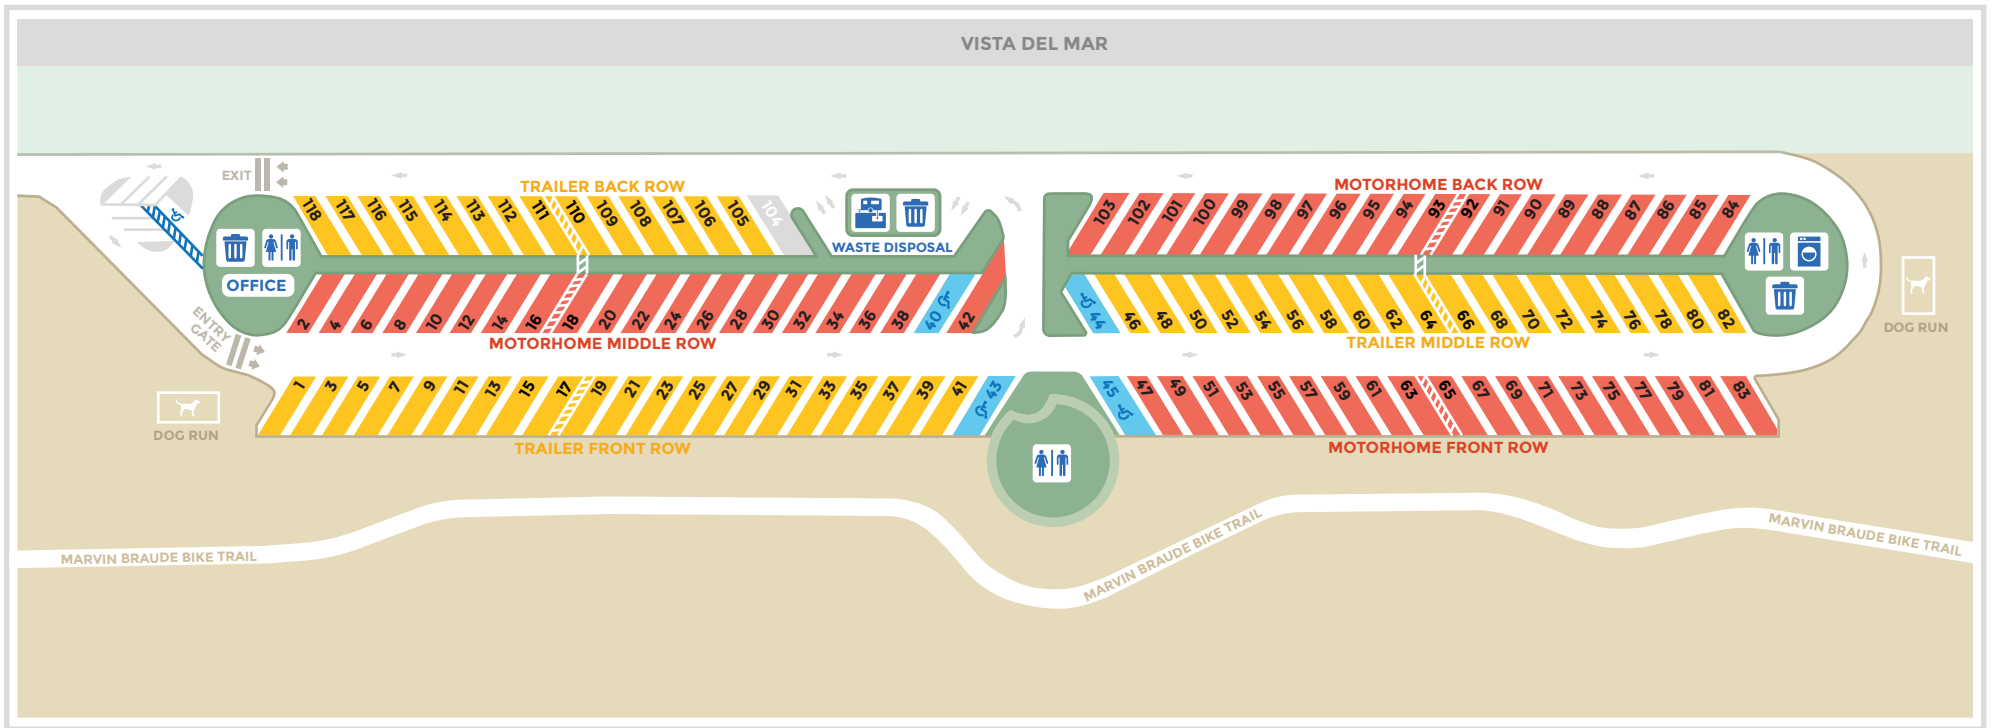 VISTA DEL MAR
EXIT
TRAILER BACK ROW
MOTORHOME BACK ROW
118 117 116 115 114 113 112 111 110 109 108 107 106 105 104
103 102 101 100 99 98 97 96 95 94 93 92 91 90 89 88 87 86 85 84
WASTE DISPOSAL
OFFICE
ENTRY
GATE
2 4 6 8 10 12 14 16 18 20 22 24 26 28 30 32 34 36 38 40 42
44 46 48 50 52 54 56 58 60 62 64 66 68 70 72 74 76 78 80 82
DOG RUN
MOTORHOME MIDDLE ROW
TRAILER MIDDLE ROW
1 3 5 7 9 11 13 15 17 19 21 23 25 27 29 31 33 35 37 39 41 43
45 47 49 51 53 55 57 59 61 63 65 67 69 71 73 75 77 79 81 83
DOG RUN
TRAILER FRONT ROW
MOTORHOME FRONT ROW
MARVIN BRAUDE BIKE TRAIL
MARVIN BRAUDE BIKE TRAIL
MARVIN BRAUDE BIKE TRAIL